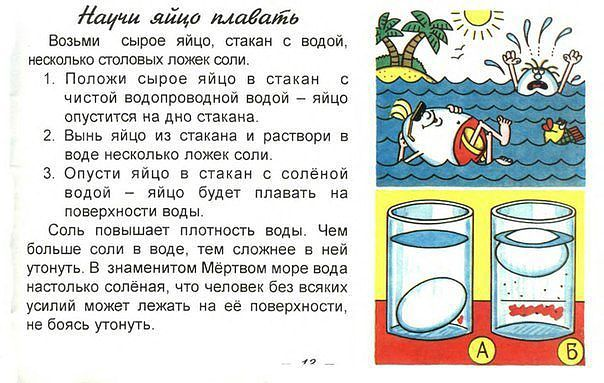 Научи яйцо плавать
Возьми сырое яйцо, стакан с водой,
несколько столовых ложек соли.
1. Положи сырое яйцо в стакан с
чистой водопроводной водой – яйцо
опустится на дно стакана.
2. Вынь яйцо из стакана и раствори в
воде несколько ложек соли.
3. Опусти яйцо в стакан с солёной
водой – яйцо будет плавать на
поверхности воды.
Соль повышает плотность воды. Чем
больше соли в воде, тем сложнее в ней
утонуть. В знаменитом Мёртвом море вода
настолько солёная, что человек без всяких
усилий может лежать на её поверхности,
не боясь утонуть.
А
Б